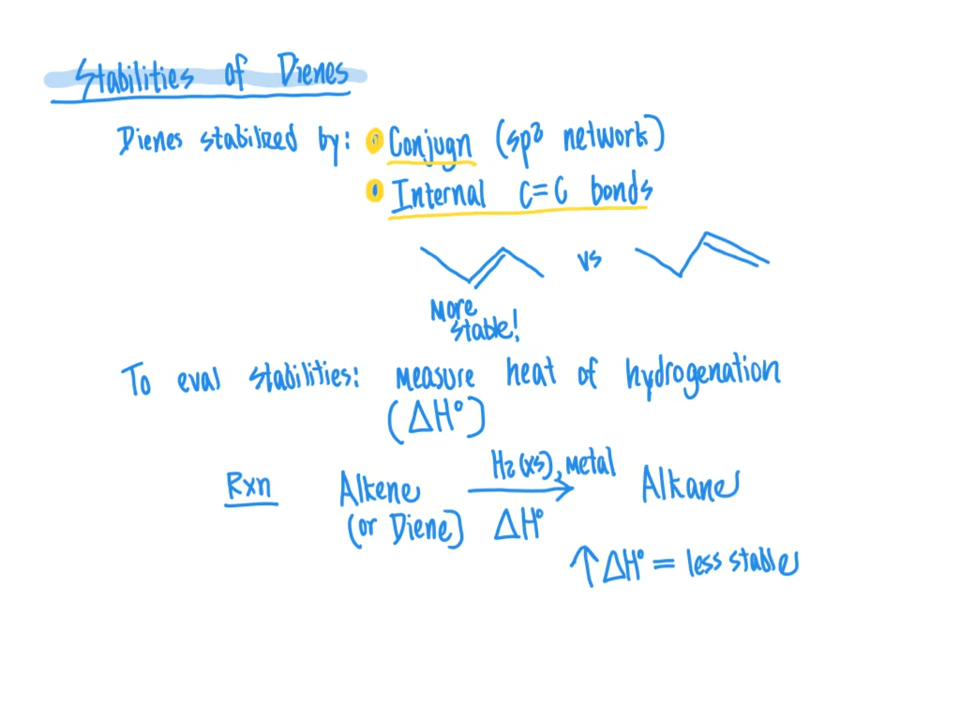 Stabilities of Dienes
Dienes stabilized by: Conjugn (sp² network)
Internal C=C bonds
vs
More
stable!
To eval stabilities: measure heat of hydrogenation
(ΔH°)
Rxn Alkene H2(xs), metal Alkane
(or Diene) ΔH°
↑ΔH° = less stable